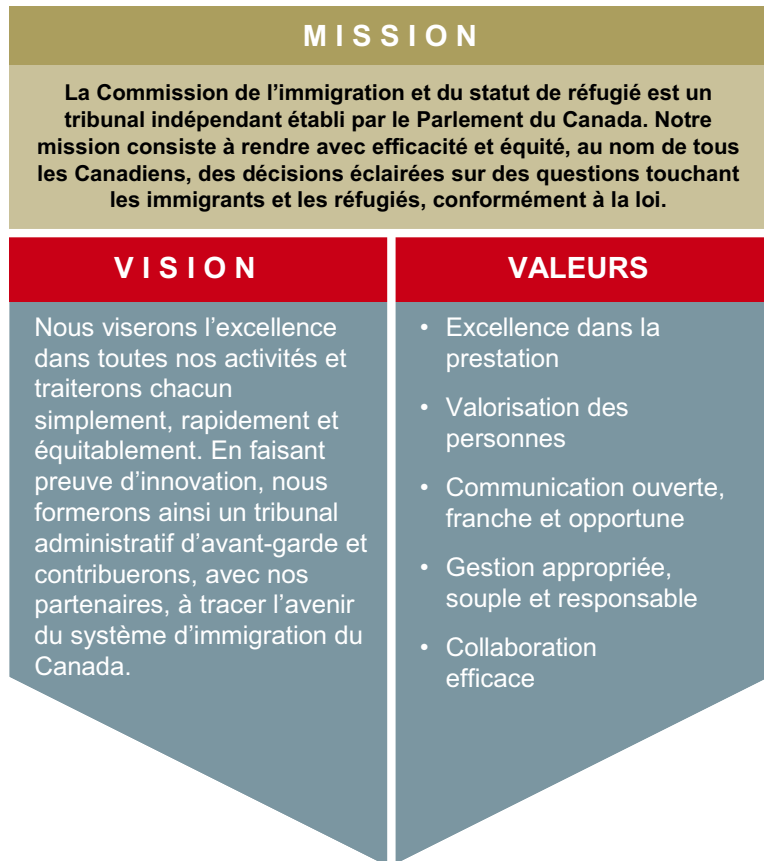 MISSION
La Commission de l’immigration et du statut de réfugié est un
tribunal indépendant établi par le Parlement du Canada. Notre
mission consiste à rendre avec efficacité et équité, au nom de tous
les Canadiens, des décisions éclairées sur des questions touchant
les immigrants et les réfugiés, conformément à la loi.
VISION
Nous viserons l’excellence
dans toutes nos activités et
traiterons chacun
simplement, rapidement et
équitablement. En faisant
preuve d’innovation, nous
formerons ainsi un tribunal
administratif d’avant-garde et
contribuerons, avec nos
partenaires, à tracer l’avenir
du système d’immigration du
Canada.
VALEURS
• Excellence dans la
prestation
• Valorisation des
personnes
• Communication ouverte,
franche et opportune
• Gestion appropriée,
souple et responsable
• Collaboration
efficace